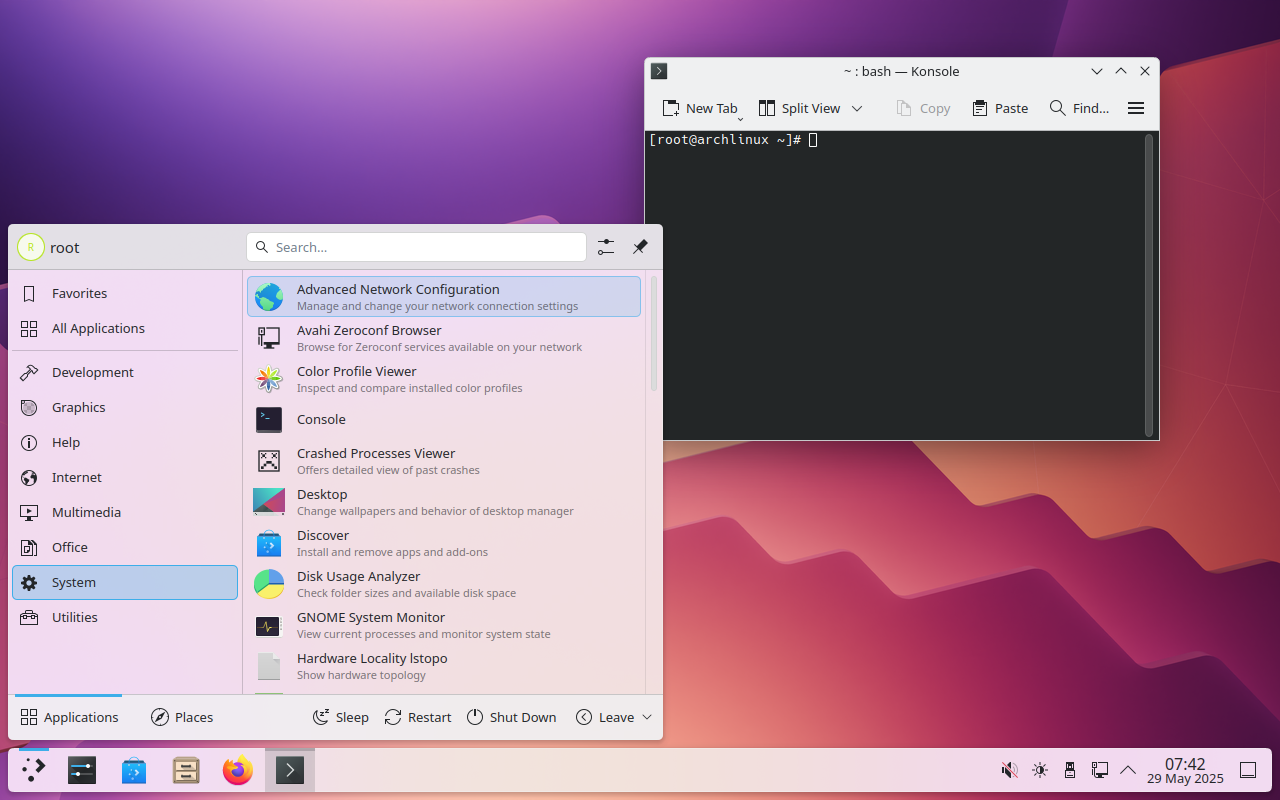 ~ : bash — Konsole
New Tab
Split View
Copy
Paste
Find...
[root@archlinux ~]#
R
root
Search...
Favorites
All Applications
Development
Graphics
Help
Internet
Multimedia
Office
System
Utilities
Advanced Network Configuration
Manage and change your network connection settings
Avahi Zeroconf Browser
Browse for Zeroconf services available on your network
Color Profile Viewer
Inspect and compare installed color profiles
Console
Crashed Processes Viewer
Offers detailed view of past crashes
Desktop
Change wallpapers and behavior of desktop manager
Discover
Install and remove apps and add-ons
Disk Usage Analyzer
Check folder sizes and available disk space
GNOME System Monitor
View current processes and monitor system state
Hardware Locality lstopo
Show hardware topology
Applications
Places
Sleep
Restart
Shut Down
Leave
07:42
29 May 2025